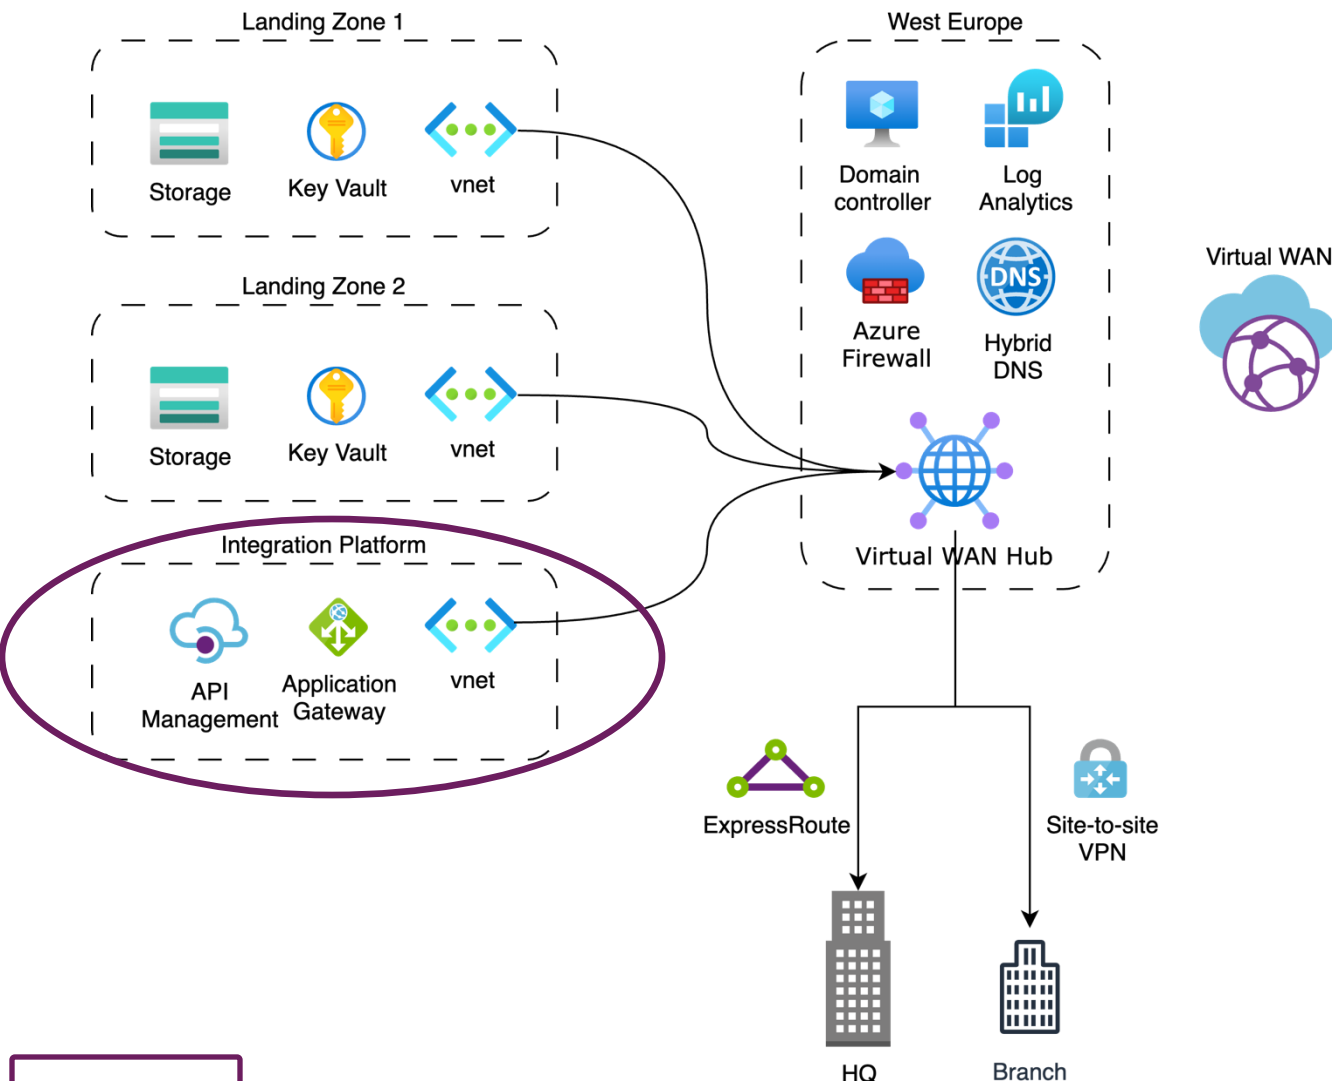 Landing Zone 1
Storage
Key Vault
vnet
Landing Zone 2
Storage
Key Vault
vnet
Integration Platform
API
Management
Application
Gateway
vnet
West Europe
Domain
controller
Log
Analytics
Azure
Firewall
DNS
Hybrid
DNS
Virtual WAN Hub
Virtual WAN
ExpressRoute
Site-to-site
VPN
HQ
Branch